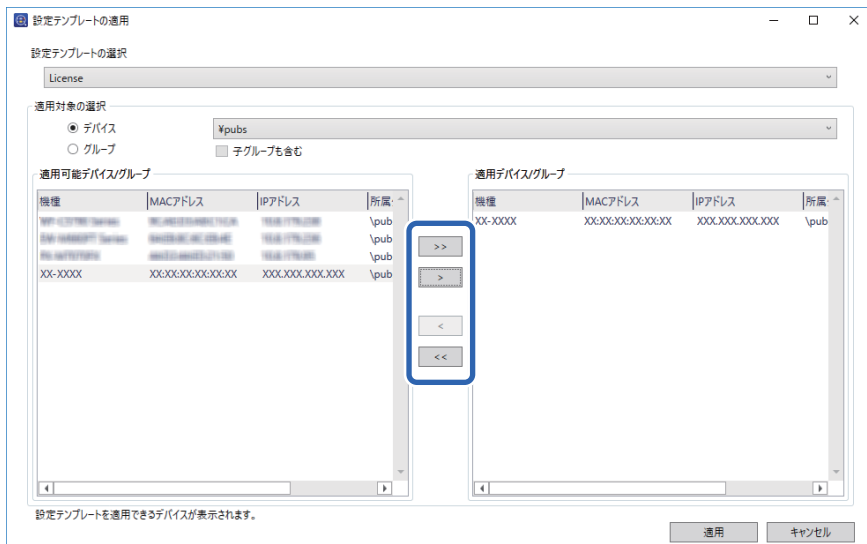 設定テンプレートの適用
設定テンプレートの選択
License
適用対象の選択
デバイス
¥pubs
グループ
子グループも含む
適用可能デバイス/グループ
適用デバイス/グループ
機種 MACアドレス IPアドレス 所属
機種 MACアドレス IPアドレス 所属
\pub
XX-XXXX XX:XX:XX:XX:XX:XX XXX.XXX.XXX.XXX \pub
\pub
\pub
XX-XXXX XX:XX:XX:XX:XX:XX XXX.XXX.XXX.XXX \pub
>>
>
<
<<
設定テンプレートを適用できるデバイスが表示されます。
適用 キャンセル